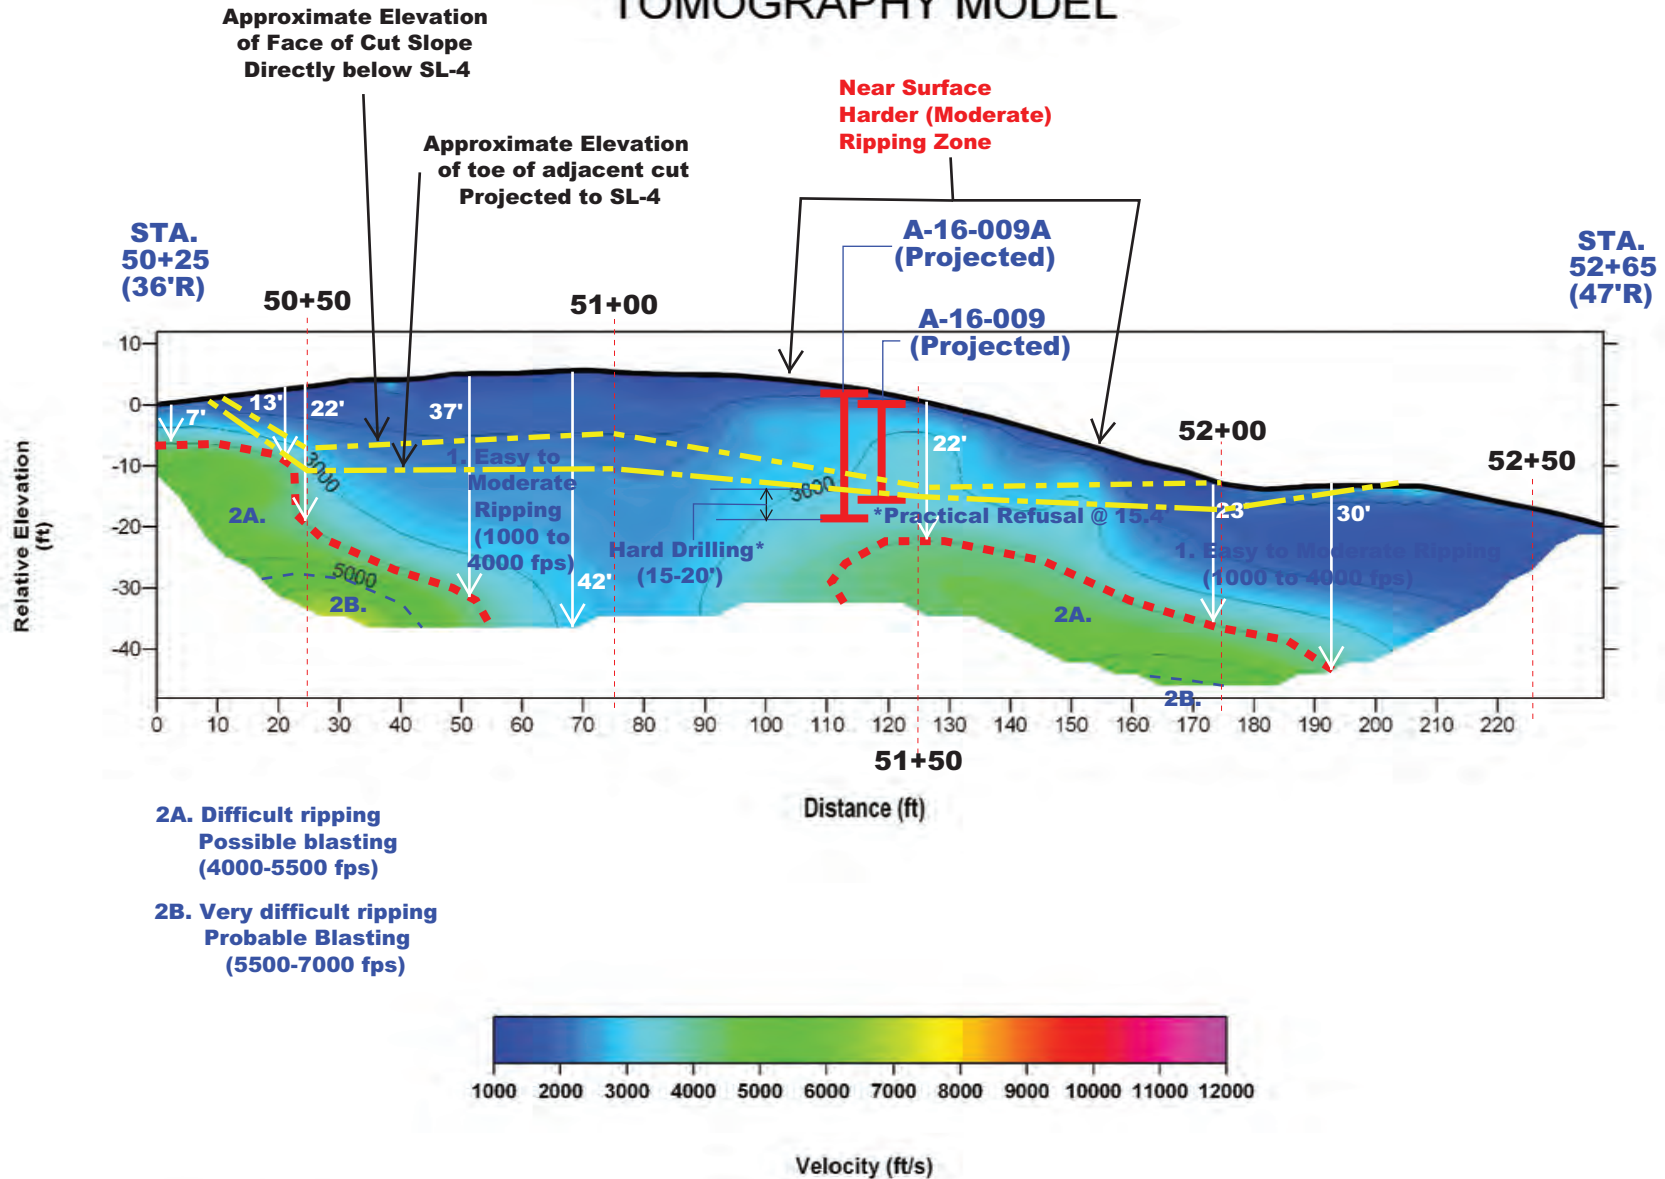 TOMOGRAPHY MODEL
Approximate Elevation
of Face of Cut Slope
Directly below SL-4
Approximate Elevation
of toe of adjacent cut
Projected to SL-4
Near Surface
Harder (Moderate)
Ripping Zone
STA.
50+25
(36'R)
50+50
51+00
A-16-009A
(Projected)
A-16-009
(Projected)
52+00
52+50
STA.
52+65
(47'R)
Relative Elevation
(ft)
10
0
-10
-20
-30
-40
7'
13'
22'
37'
42'
22'
23'
30'
3000
3000
5000
1. Easy to
Moderate
Ripping
(1000 to
4000 fps)
Hard Drilling*
(15-20')
*Practical Refusal @ 15.4'
1. Easy to Moderate Ripping
(1000 to 4000 fps)
2A.
2B.
2A.
2B.
0 10 20 30 40 50 60 70 80 90 100 110 120 130 140 150 160 170 180 190 200 210 220
51+50
Distance (ft)
2A. Difficult ripping
Possible blasting
(4000-5500 fps)
2B. Very difficult ripping
Probable Blasting
(5500-7000 fps)
1000 2000 3000 4000 5000 6000 7000 8000 9000 10000 11000 12000
Velocity (ft/s)